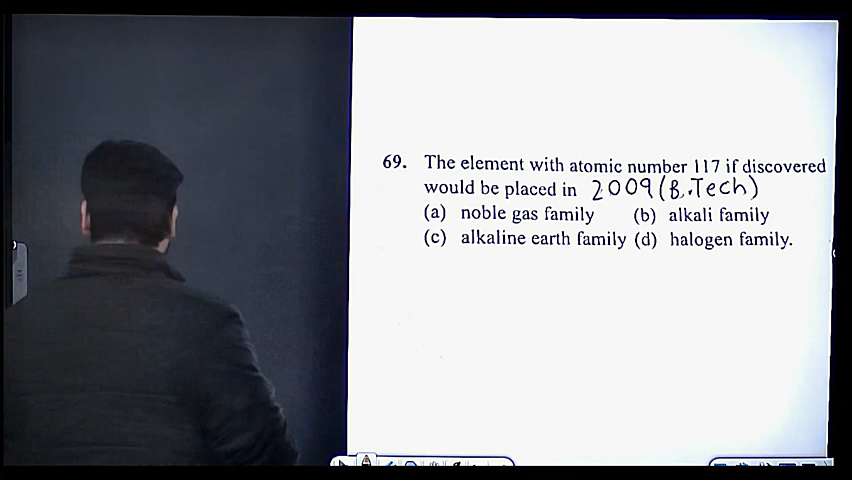 69. The element with atomic number 117 if discovered
would be placed in 2009 (B.Tech)
(a) noble gas family (b) alkali family
(c) alkaline earth family (d) halogen family.